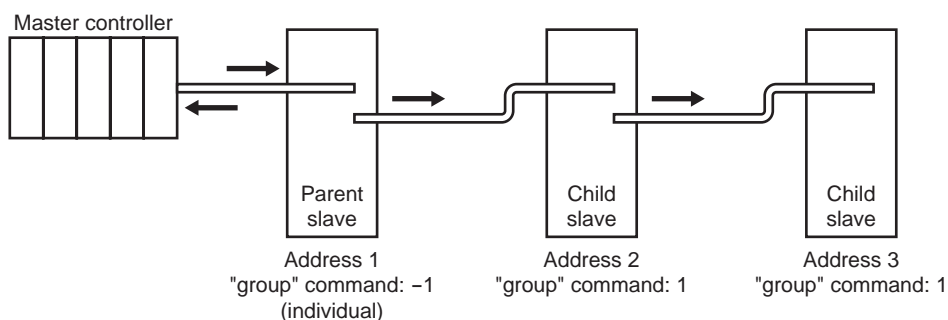 Master controller
Parent
slave
Child
slave
Child
slave
Address 1
"group" command: −1
(individual)
Address 2
"group" command: 1
Address 3
"group" command: 1